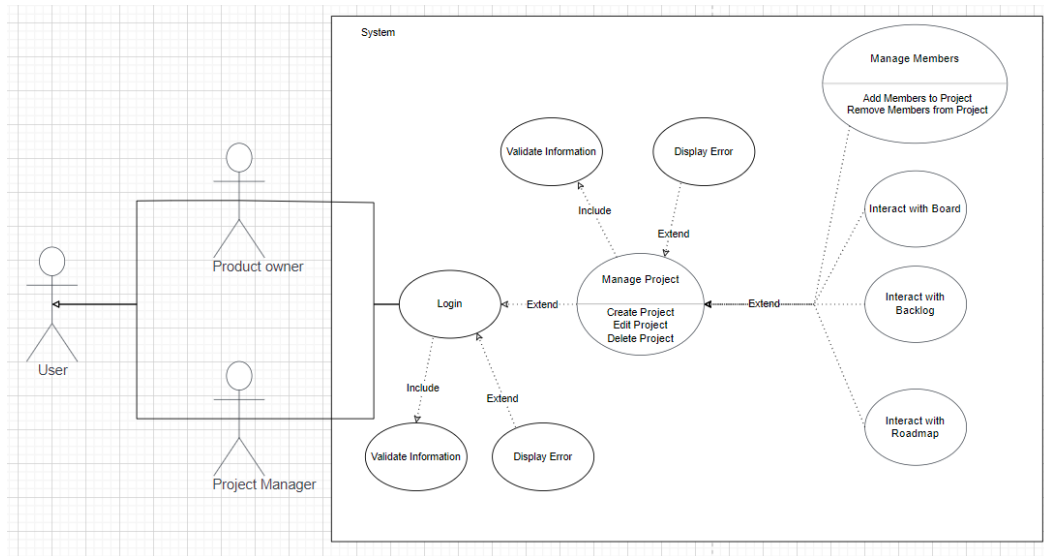 System
Manage Members
Add Members to Project
Remove Members from Project
Validate Information
Display Error
Include
Extend
Interact with Board
Product owner
Manage Project
Create Project
Edit Project
Delete Project
Login
Extend
Extend
Interact with
Backlog
User
Include
Extend
Project Manager
Validate Information
Display Error
Interact with
Roadmap